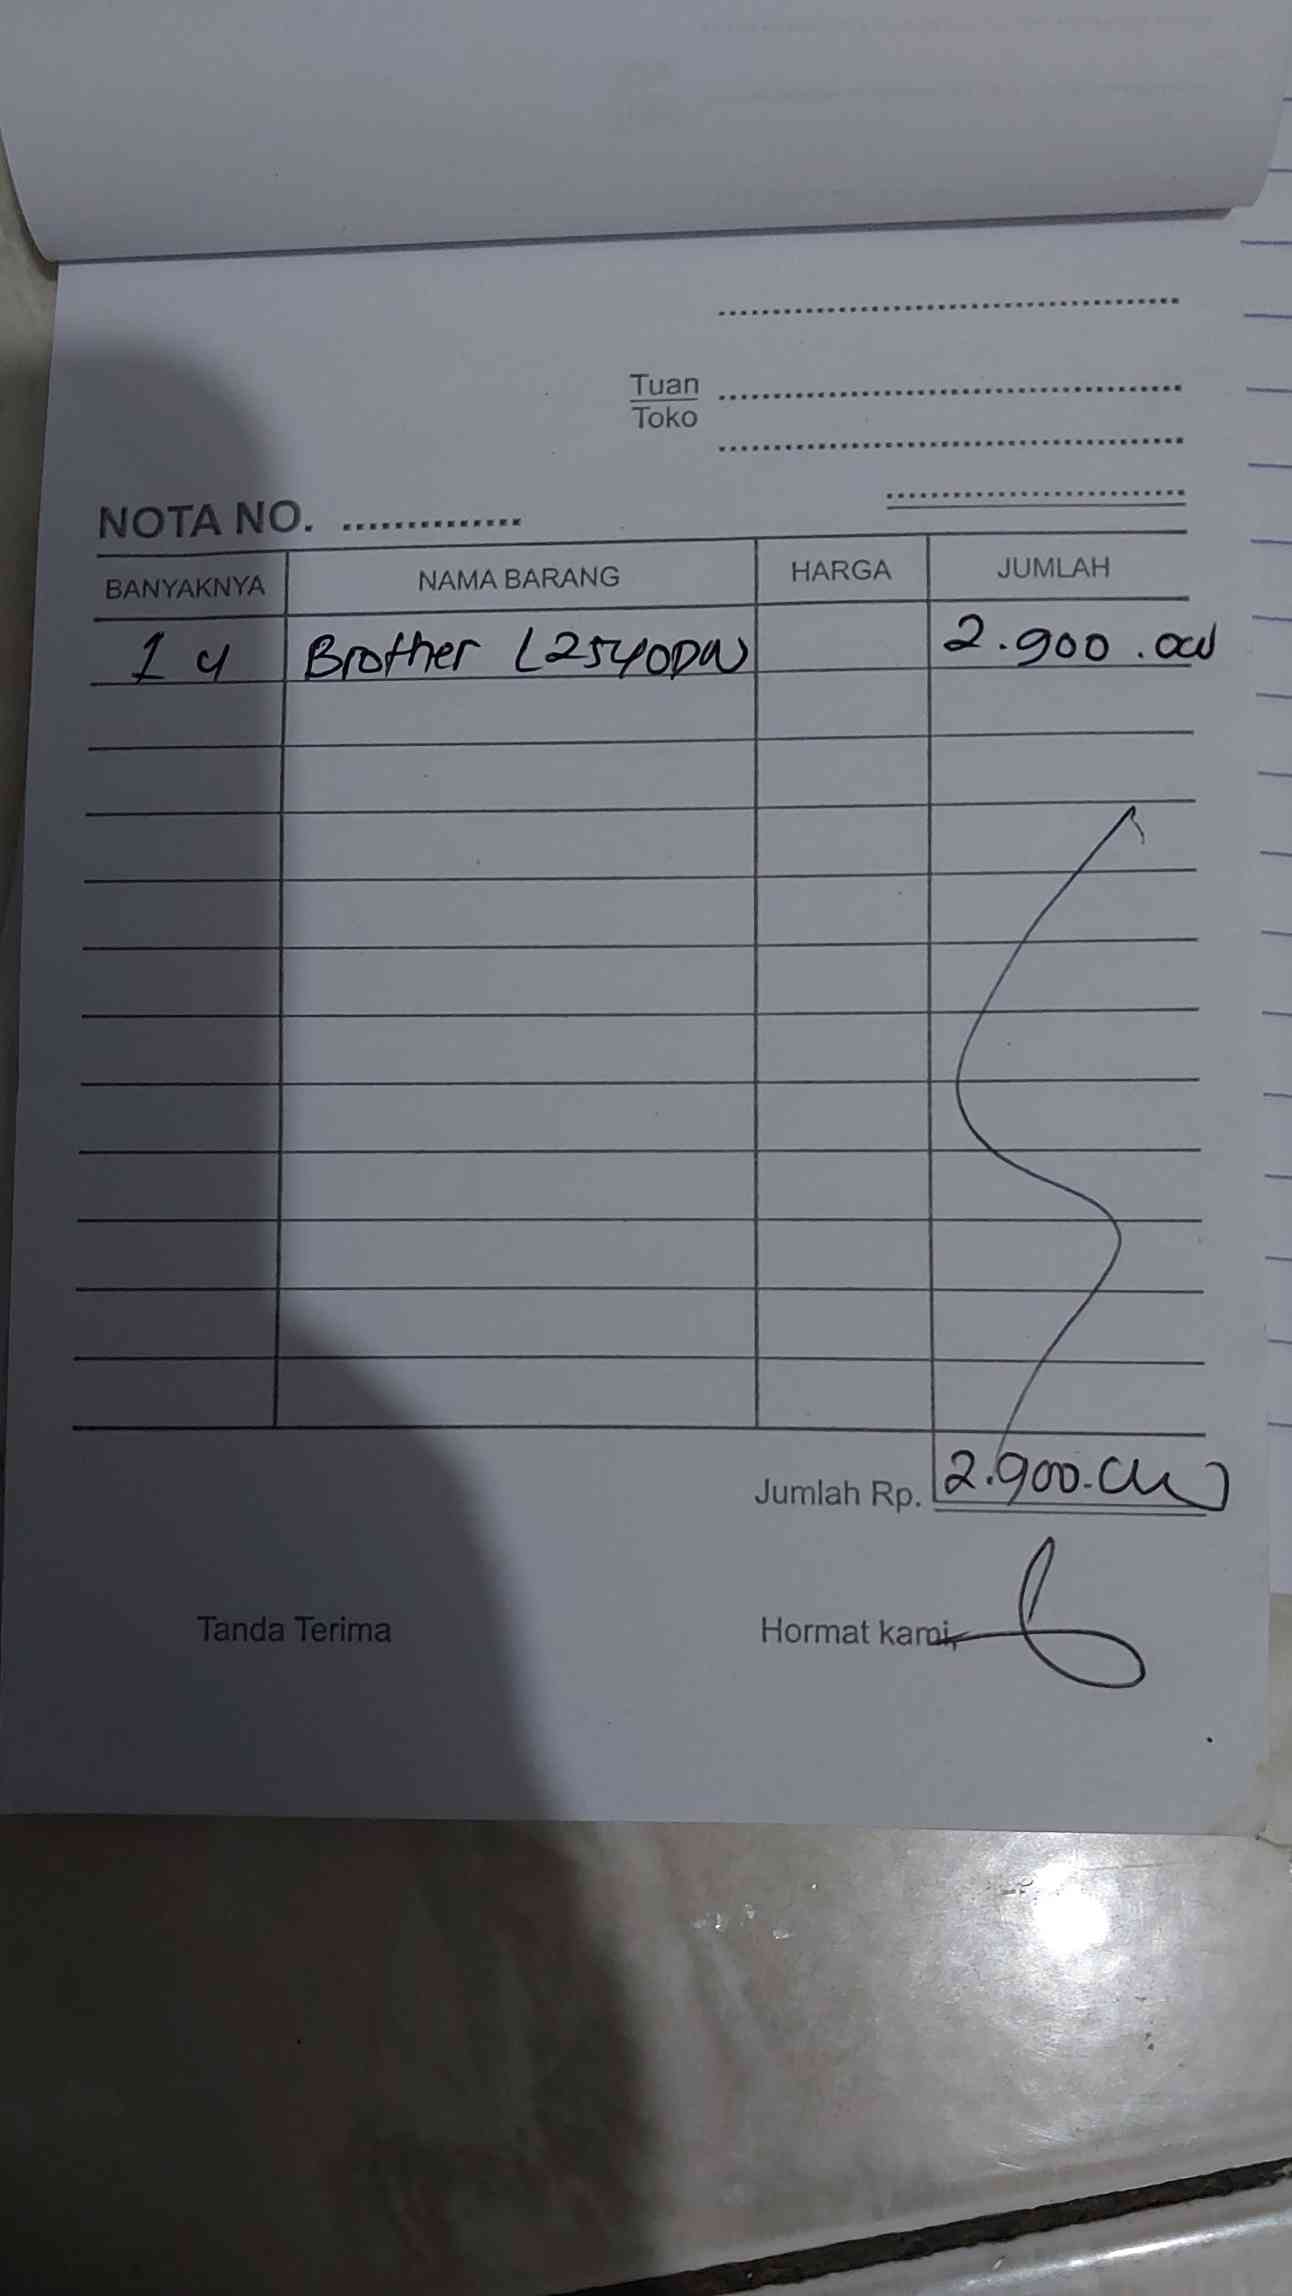 Tuan
Toko
NOTA NO.
BANYAKNYA NAMA BARANG HARGA JUMLAH
1 Brother L2540DW 2.900.000
Jumlah Rp. 2.900.000
Tanda Terima Hormat kami,